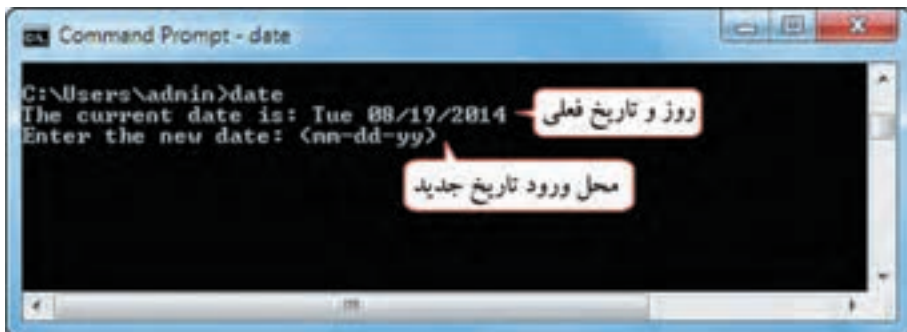 Command Prompt - date
C:\Users\admin>date
The current date is: Tue 08/19/2014
روز و تاریخ فعلی
Enter the new date: (mm-dd-yy)
محل ورود تاریخ جدید